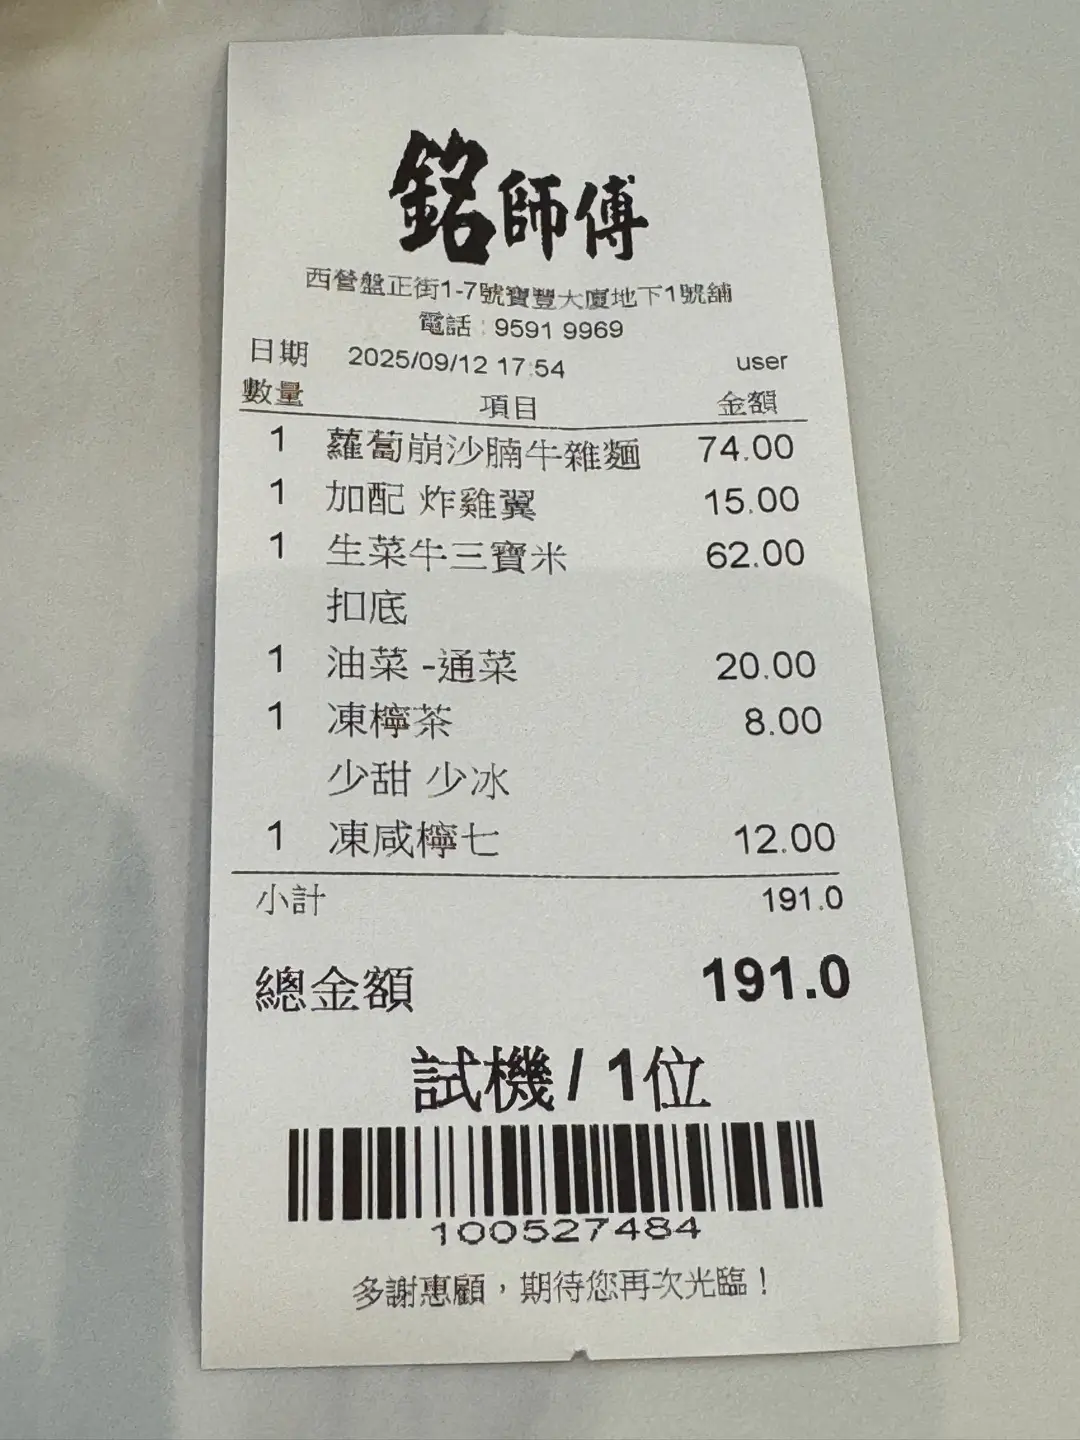 銘師傅
西營盤正街1-7號寶豐大廈地下1號舖
電話 : 9591 9969
日期 2025/09/12 17:54 user
數量 項目 金額
1 蘿蔔崩沙腩牛雜麵 74.00
1 加配 炸雞翼 15.00
1 生菜牛三寶米 62.00
扣底
1 油菜 -通菜 20.00
1 凍檸茶 8.00
少甜 少冰
1 凍咸檸七 12.00
小計 191.0
總金額 191.0
試機 / 1位
100527484
多謝惠顧，期待您再次光臨！